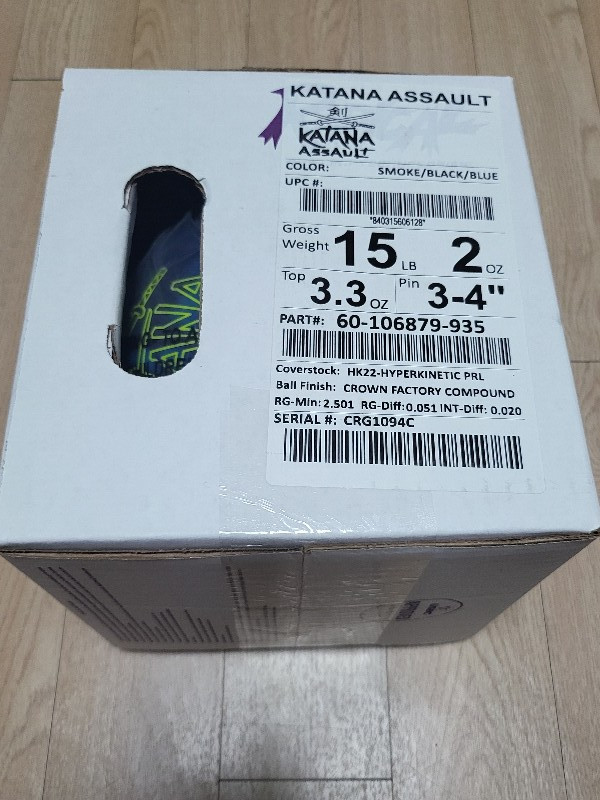 KATANA ASSAULT
剣
KATANA
ASSAULT
COLOR: SMOKE/BLACK/BLUE
UPC #:
*840315606128*
Gross Weight 15 LB 2 OZ
Top 3.3 OZ Pin 3-4"
PART#: 60-106879-935
Coverstock: HK22-HYPERKINETIC PRL
Ball Finish: CROWN FACTORY COMPOUND
RG-Min: 2.501 RG-Diff: 0.051 INT-Diff: 0.020
SERIAL #: CRG1094C